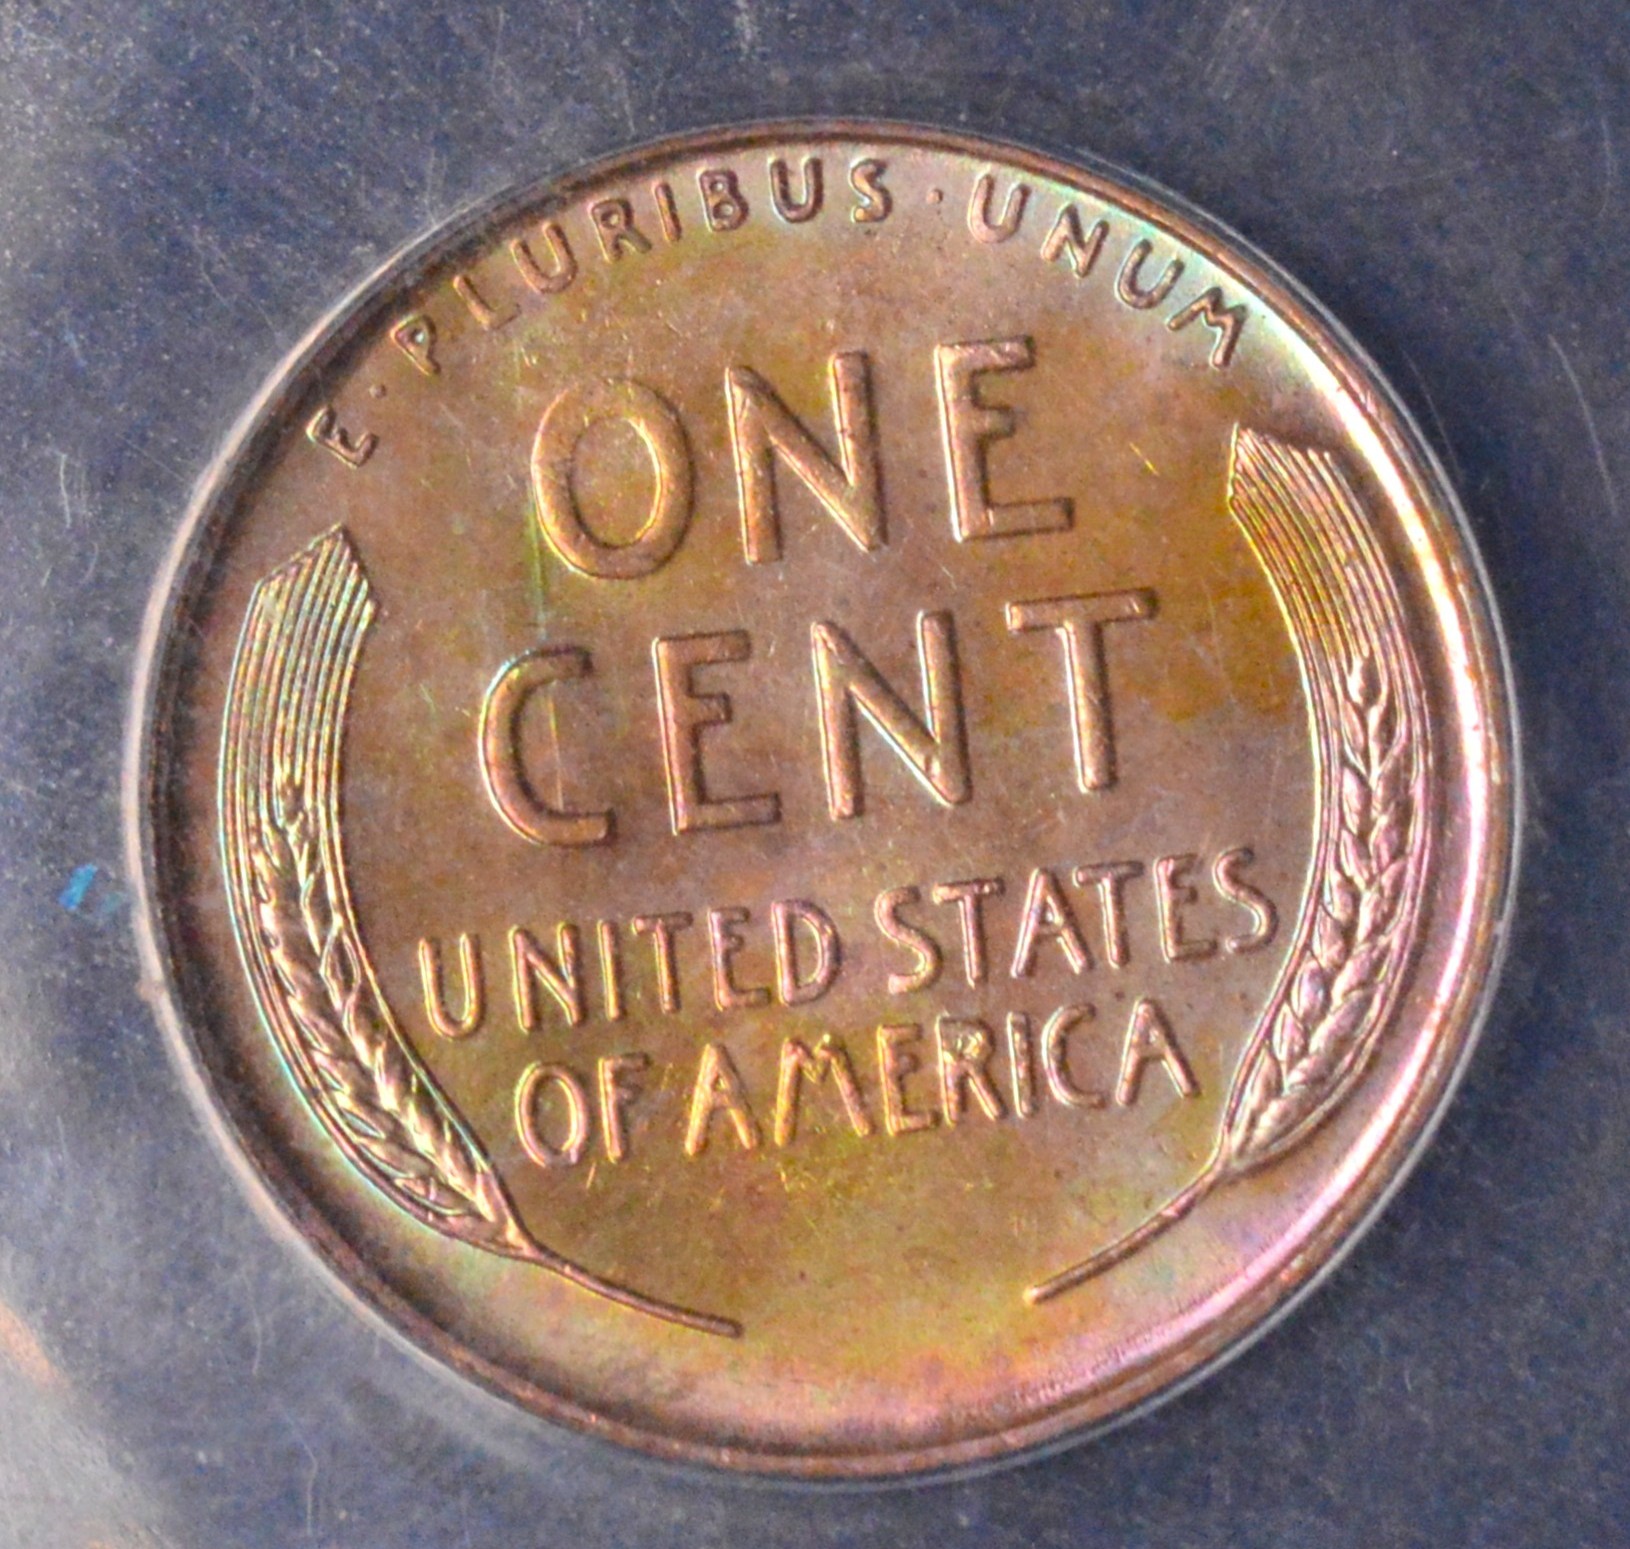 E · PLURIBUS · UNUM
ONE
CENT
UNITED STATES
OF AMERICA